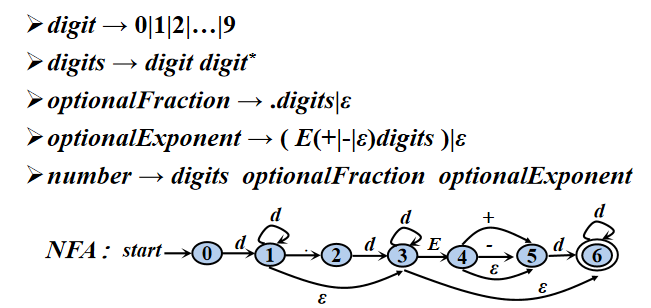 ➢ digit → 0|1|2|…|9
➢ digits → digit digit*
➢ optionalFraction → .digits|ε
➢ optionalExponent → ( E(+|-|ε)digits )|ε
➢ number → digits optionalFraction optionalExponent
d d + d
NFA : start 0 d 1 . 2 d 3 E 4 - 5 d 6
ε ε ε